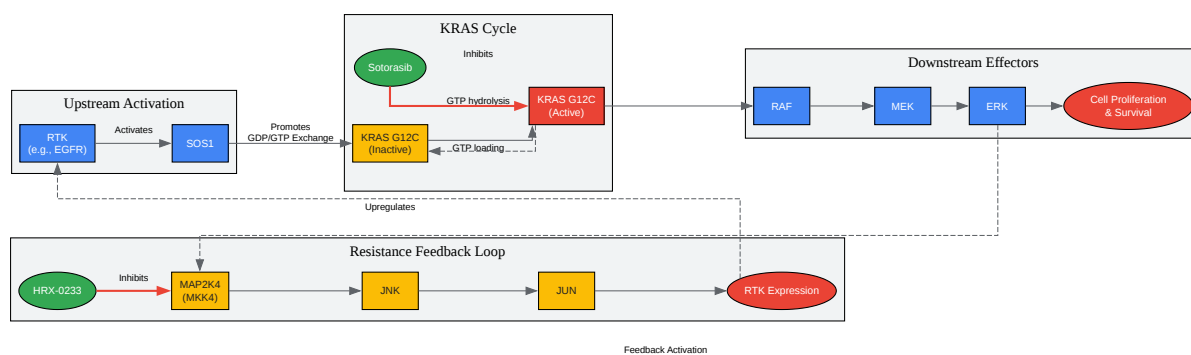 KRAS Cycle
Sotorasib
Inhibits
GTP hydrolysis
KRAS G12C
(Active)
KRAS G12C
(Inactive)
GTP loading
Upstream Activation
RTK
(e.g., EGFR)
Activates
SOS1
Promotes
GDP/GTP Exchange
Downstream Effectors
RAF
MEK
ERK
Cell Proliferation
& Survival
Upregulates
Resistance Feedback Loop
HRX-0233
Inhibits
MAP2K4
(MKK4)
JNK
JUN
RTK Expression
Feedback Activation